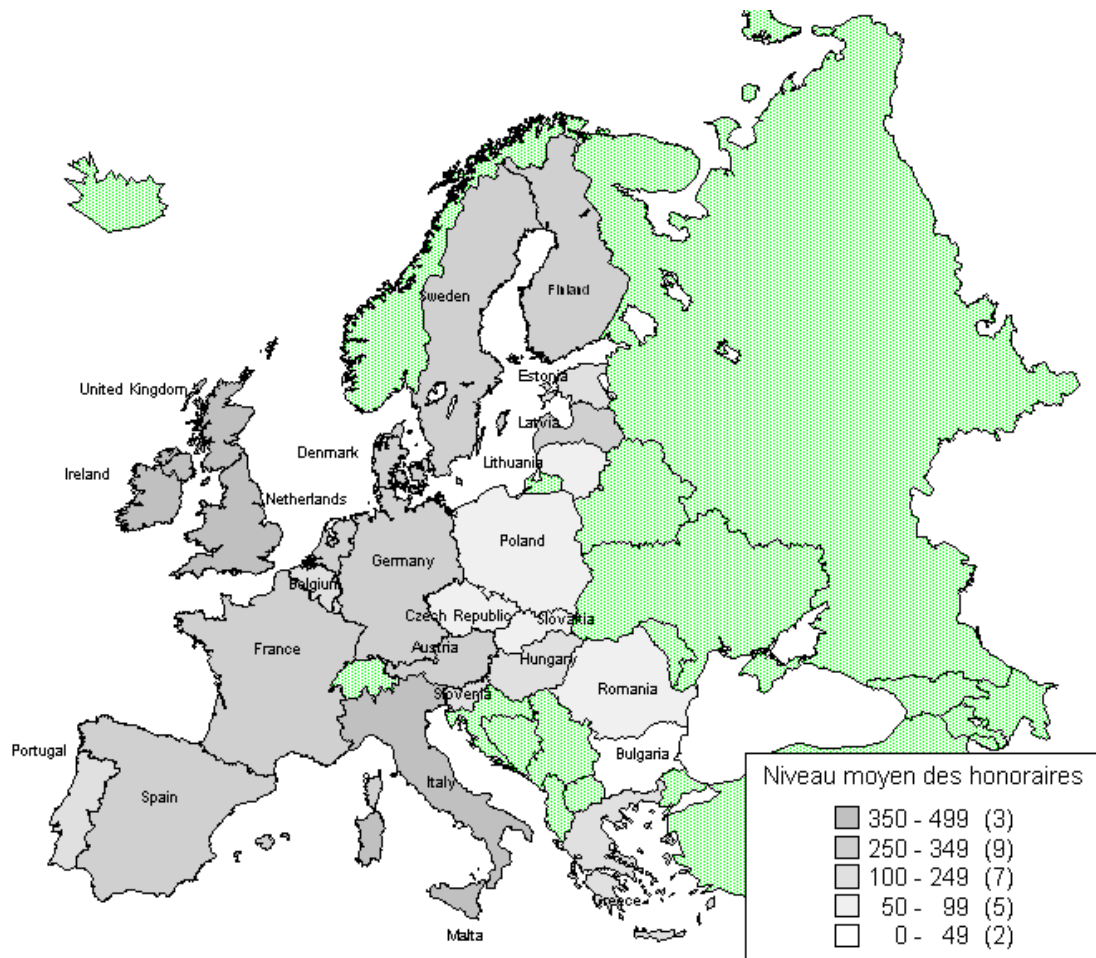 Sweden
Finland
Estonia
United Kingdom
Latvia
Denmark
Lithuania
Ireland
Netherlands
Poland
Germany
Belgium
Czech Republic
Slovakia
France
Austria
Hungary
Slovenia
Romania
Portugal
Bulgaria
Italy
Spain
Greece
Malta
Niveau moyen des honoraires
350 - 499 (3)
250 - 349 (9)
100 - 249 (7)
50 - 99 (5)
0 - 49 (2)